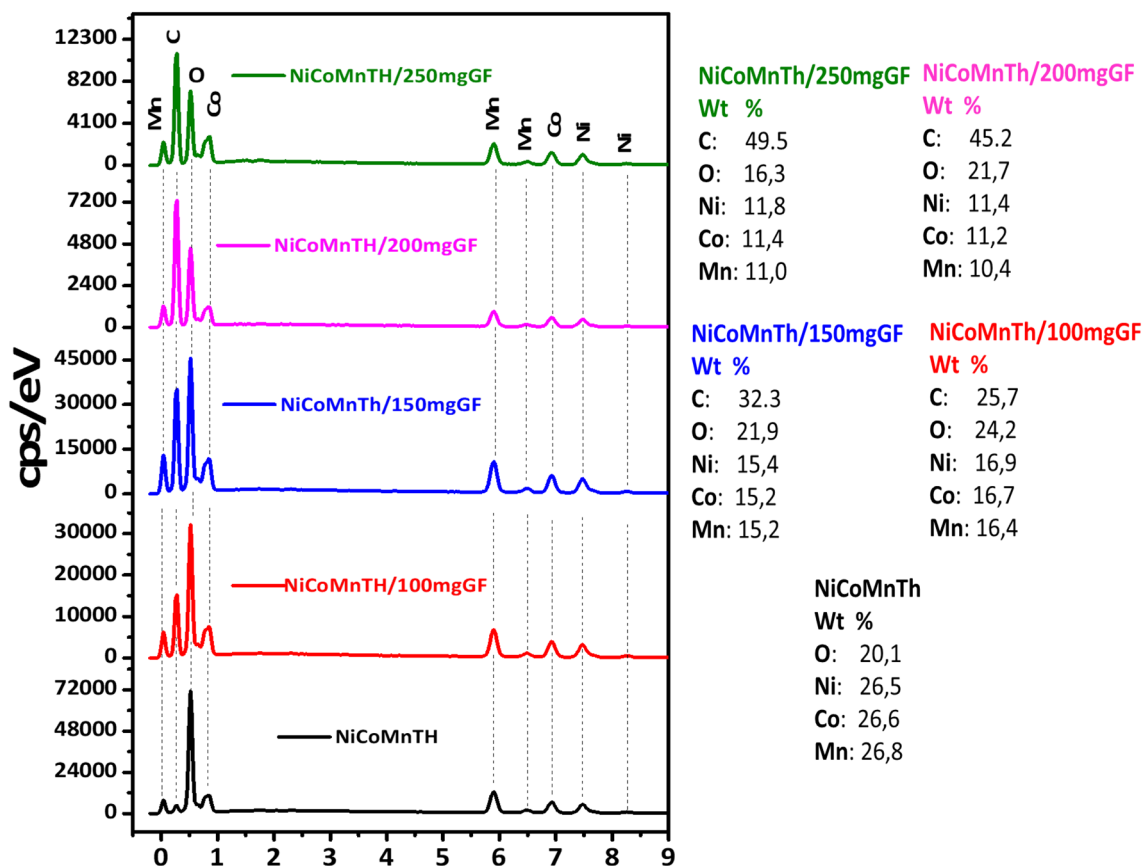 cps/eV
12300
8200
4100
0
7200
4800
2400
0
45000
30000
15000
0
30000
20000
10000
0
72000
48000
24000
0
0 1 2 3 4 5 6 7 8 9
Mn
C
O
Co
Mn
Mn
Co
Ni
Ni
NiCoMnTH/250mgGF
NiCoMnTH/200mgGF
NiCoMnTh/150mgGF
NiCoMnTH/100mgGF
NiCoMnTH
NiCoMnTh/250mgGF
Wt %
C: 49.5
O: 16,3
Ni: 11,8
Co: 11,4
Mn: 11,0
NiCoMnTh/200mgGF
Wt %
C: 45.2
O: 21,7
Ni: 11,4
Co: 11,2
Mn: 10,4
NiCoMnTh/150mgGF
Wt %
C: 32.3
O: 21,9
Ni: 15,4
Co: 15,2
Mn: 15,2
NiCoMnTh/100mgGF
Wt %
C: 25,7
O: 24,2
Ni: 16,9
Co: 16,7
Mn: 16,4
NiCoMnTh
Wt %
O: 20,1
Ni: 26,5
Co: 26,6
Mn: 26,8